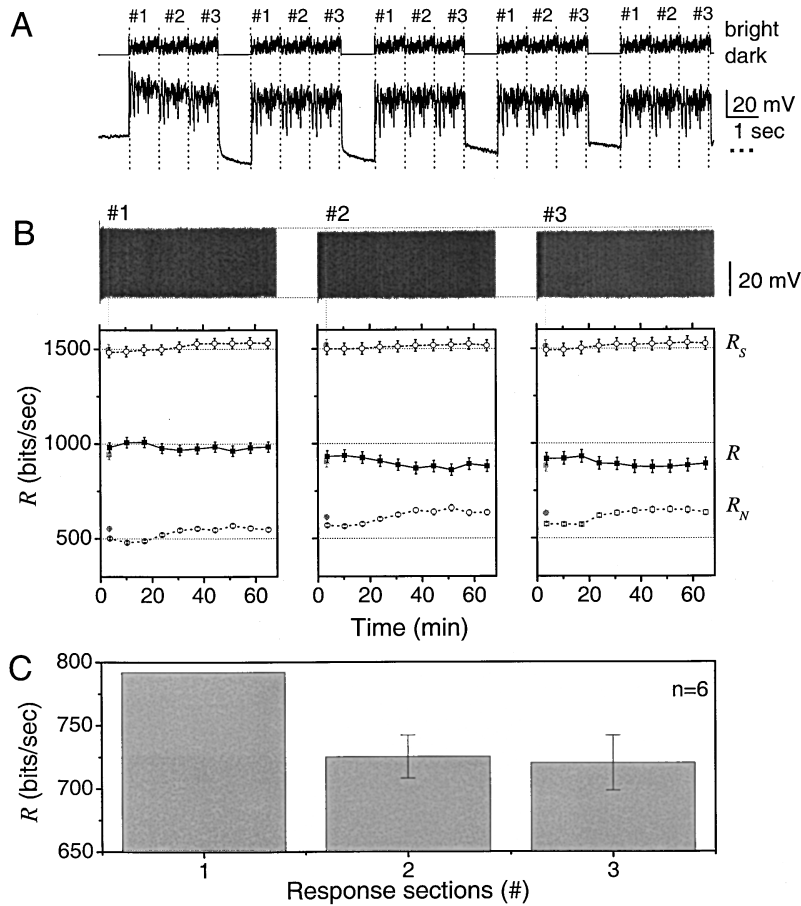 A
#1 #2 #3 #1 #2 #3 #1 #2 #3 #1 #2 #3 #1 #2 #3
bright
dark
20 mV
1 sec
...
B
#1 #2 #3
20 mV
R (bits/sec)
1500
1000
500
R_S
R
R_N
0 20 40 60 0 20 40 60 0 20 40 60
Time (min)
C
R (bits/sec)
800
750
700
650
n=6
1 2 3
Response sections (#)